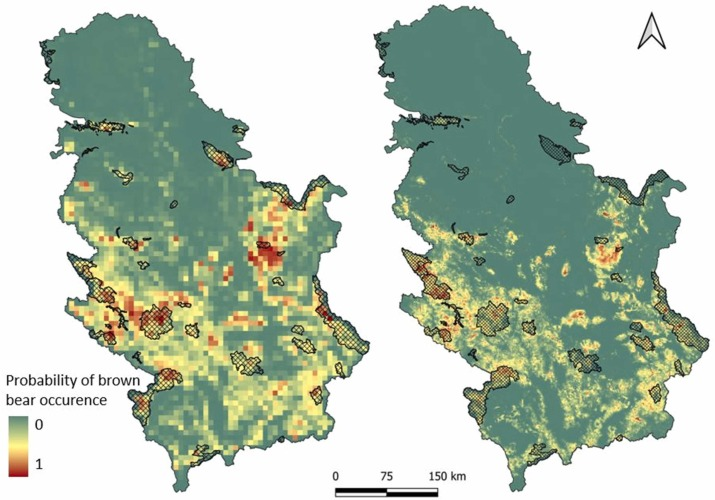 Probability of brown
bear occurence
0
1
0 75 150 km